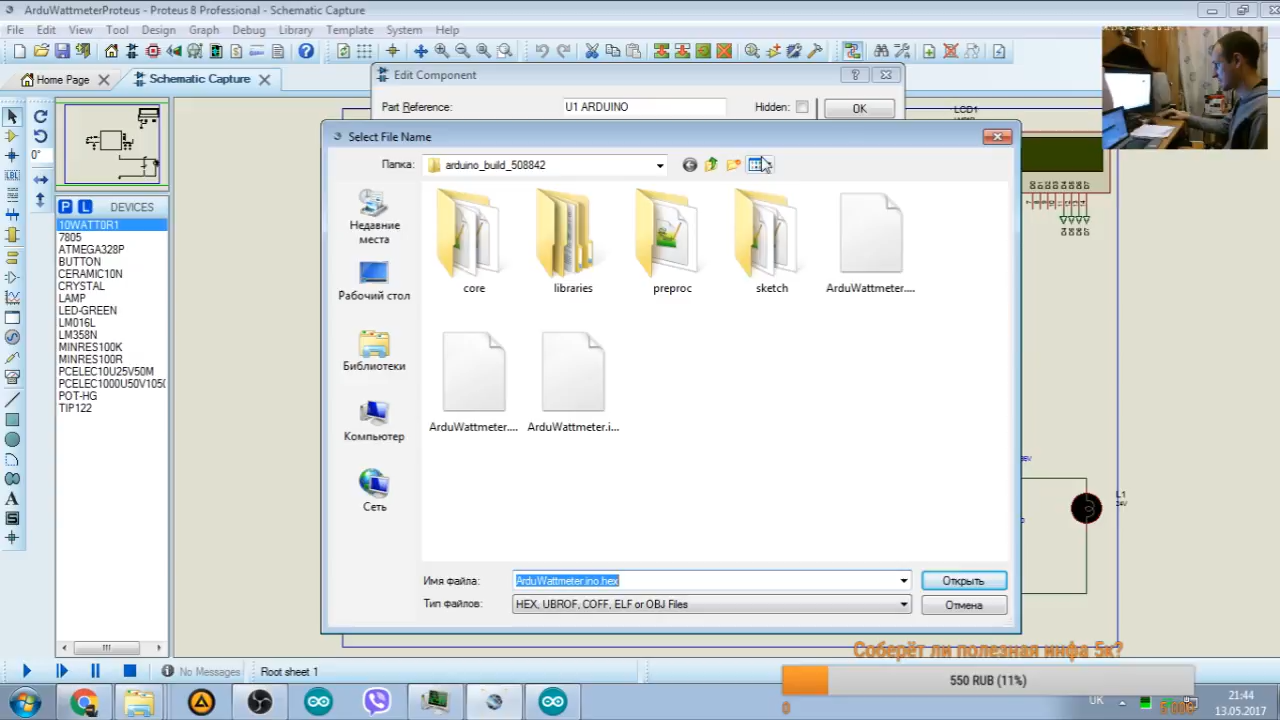 ArduWattmeterProteus - Proteus 8 Professional - Schematic Capture
File Edit View Tool Design Graph Debug Library Template System Help
Home Page
Schematic Capture
Edit Component
Part Reference: U1 ARDUINO Hidden: OK
Select File Name
Папка: arduino_build_508842
0°
P L DEVICES
10WATT0R1
7805
ATMEGA328P
BUTTON
CERAMIC10N
CRYSTAL
LAMP
LED-GREEN
LM016L
LM358N
MINRES100K
MINRES100R
PCELEC10U25V50M
PCELEC1000U50V105(
POT-HG
TIP122
Недавние места
Рабочий стол
Библиотеки
Компьютер
Сеть
core
libraries
preproc
sketch
ArduWattmeter....
ArduWattmeter....
ArduWattmeter.i...
Имя файла: ArduWattmeter.ino.hex Открыть
Тип файлов: HEX, UBROF, COFF, ELF or OBJ Files Отмена
LCD1
L1
24V
No Messages
Root sheet 1
Соберёт ли полезная инфа 5к?
550 RUB (11%)
0
UK
21:44
13.05.2017